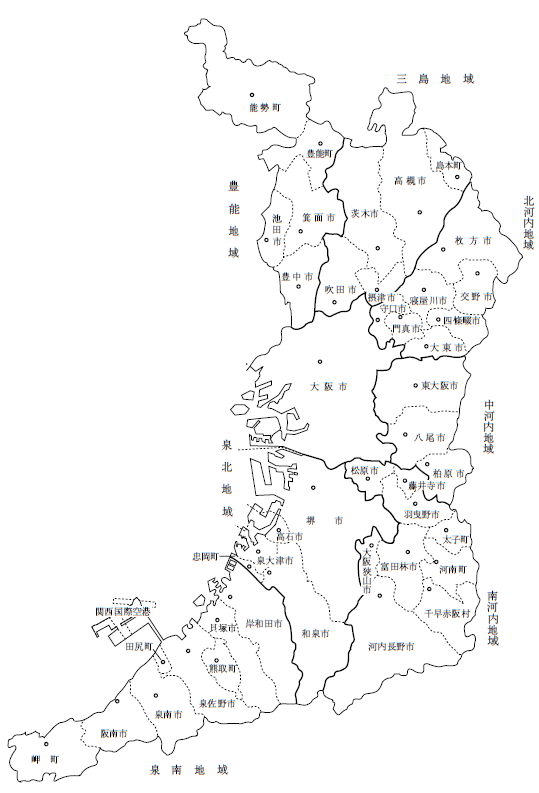 三島地域
能勢町
豊能町
島本町
高槻市
豊能地域
北河内地域
池田市
箕面市
茨木市
枚方市
豊中市
吹田市
摂津市
寝屋川市
交野市
守口市
門真市
四條畷市
大東市
大阪市
東大阪市
中河内地域
八尾市
泉北地域
松原市
柏原市
藤井寺市
羽曳野市
堺市
高石市
太子町
忠岡町
泉大津市
大阪狭山市
富田林市
河南町
南河内地域
関西国際空港
千早赤阪村
貝塚市
岸和田市
和泉市
河内長野市
田尻町
熊取町
泉佐野市
泉南市
阪南市
岬町
泉南地域